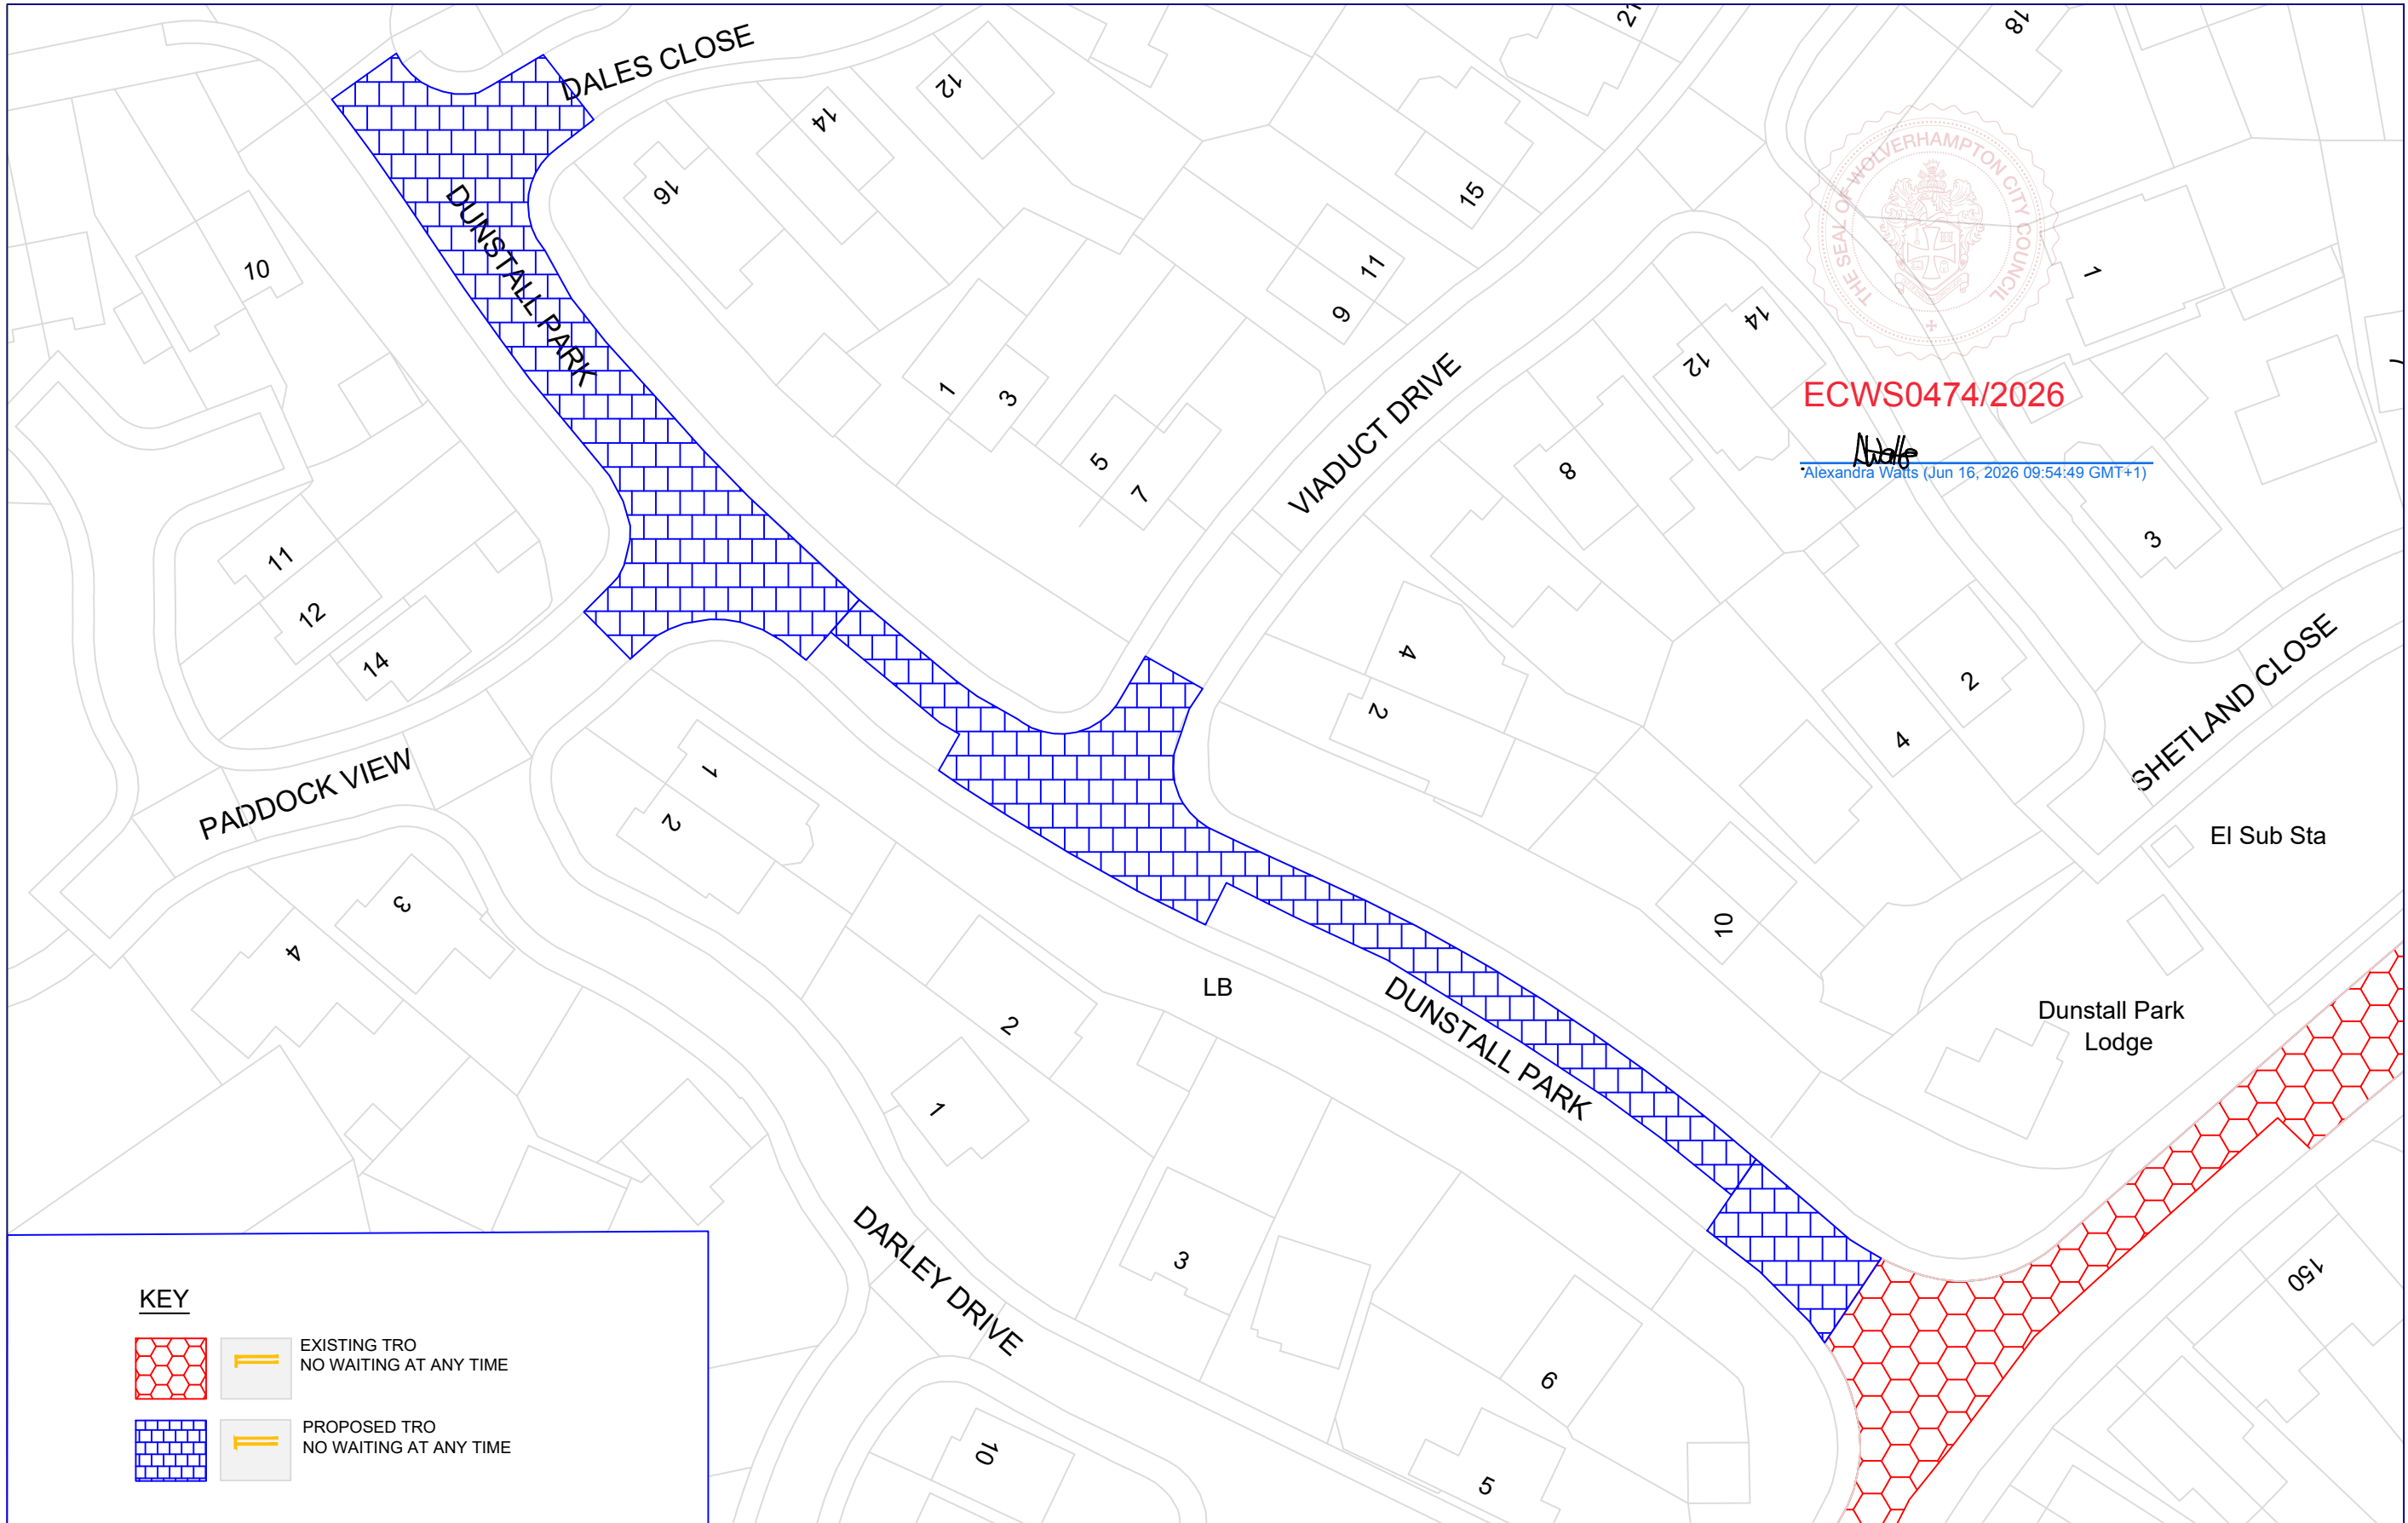 DALES CLOSE
21
18
12
14
16
15
THE SEAL OF WOLVERHAMPTON CITY COUNCIL
DUNSTALL PARK
10
11
9
1
14
12
1
3
ECWS0474/2026
VIADUCT DRIVE
5
7
8
Alexandra Watts (Jun 16, 2026 09:54:49 GMT+1)
3
11
12
14
4
2
2
4
SHETLAND CLOSE
PADDOCK VIEW
1
2
El Sub Sta
3
4
10
LB
DUNSTALL PARK
Dunstall Park
Lodge
2
1
DARLEY DRIVE
3
150
6
10
5
KEY
EXISTING TRO
NO WAITING AT ANY TIME
PROPOSED TRO
NO WAITING AT ANY TIME